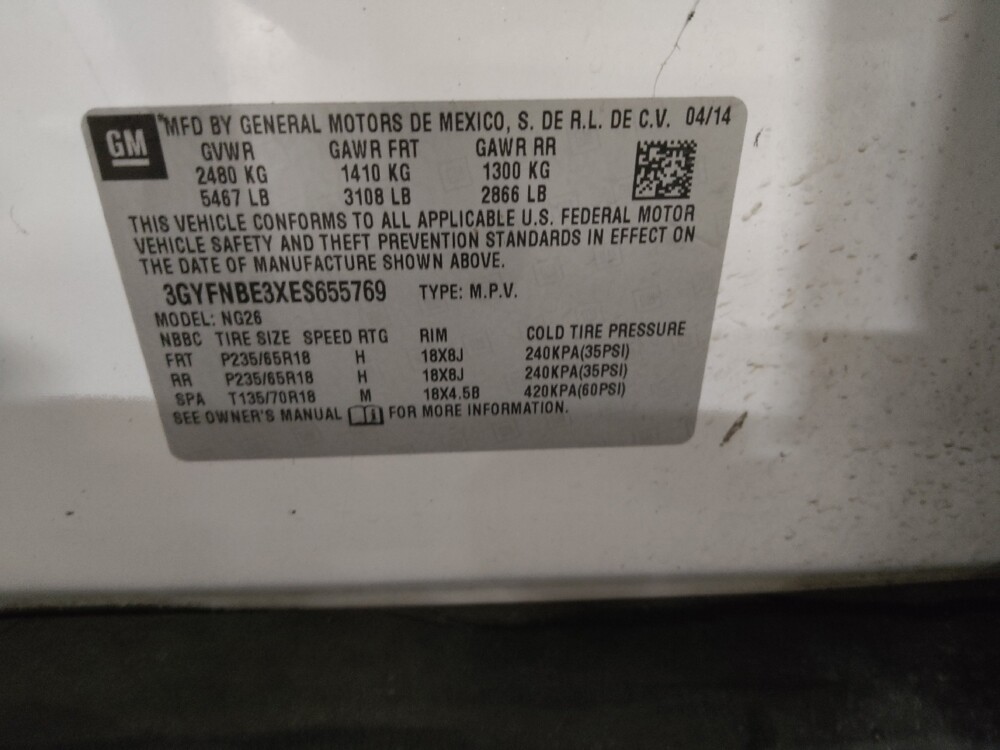 GM
*MFD BY GENERAL MOTORS DE MEXICO, S. DE R.L. DE C.V. 04/14
GVWR GAWR FRT GAWR RR
2480 KG 1410 KG 1300 KG
5467 LB 3108 LB 2866 LB
THIS VEHICLE CONFORMS TO ALL APPLICABLE U.S. FEDERAL MOTOR
VEHICLE SAFETY AND THEFT PREVENTION STANDARDS IN EFFECT ON
THE DATE OF MANUFACTURE SHOWN ABOVE.
3GYFNBE3XES655769 TYPE: M.P.V.
MODEL: NG26
NBBC TIRE SIZE SPEED RTG RIM COLD TIRE PRESSURE
FRT P235/65R18 H 18X8J 240KPA(35PSI)
RR P235/65R18 H 18X8J 240KPA(35PSI)
SPA T135/70R18 M 18X4.5B 420KPA(60PSI)
SEE OWNER'S MANUAL FOR MORE INFORMATION.